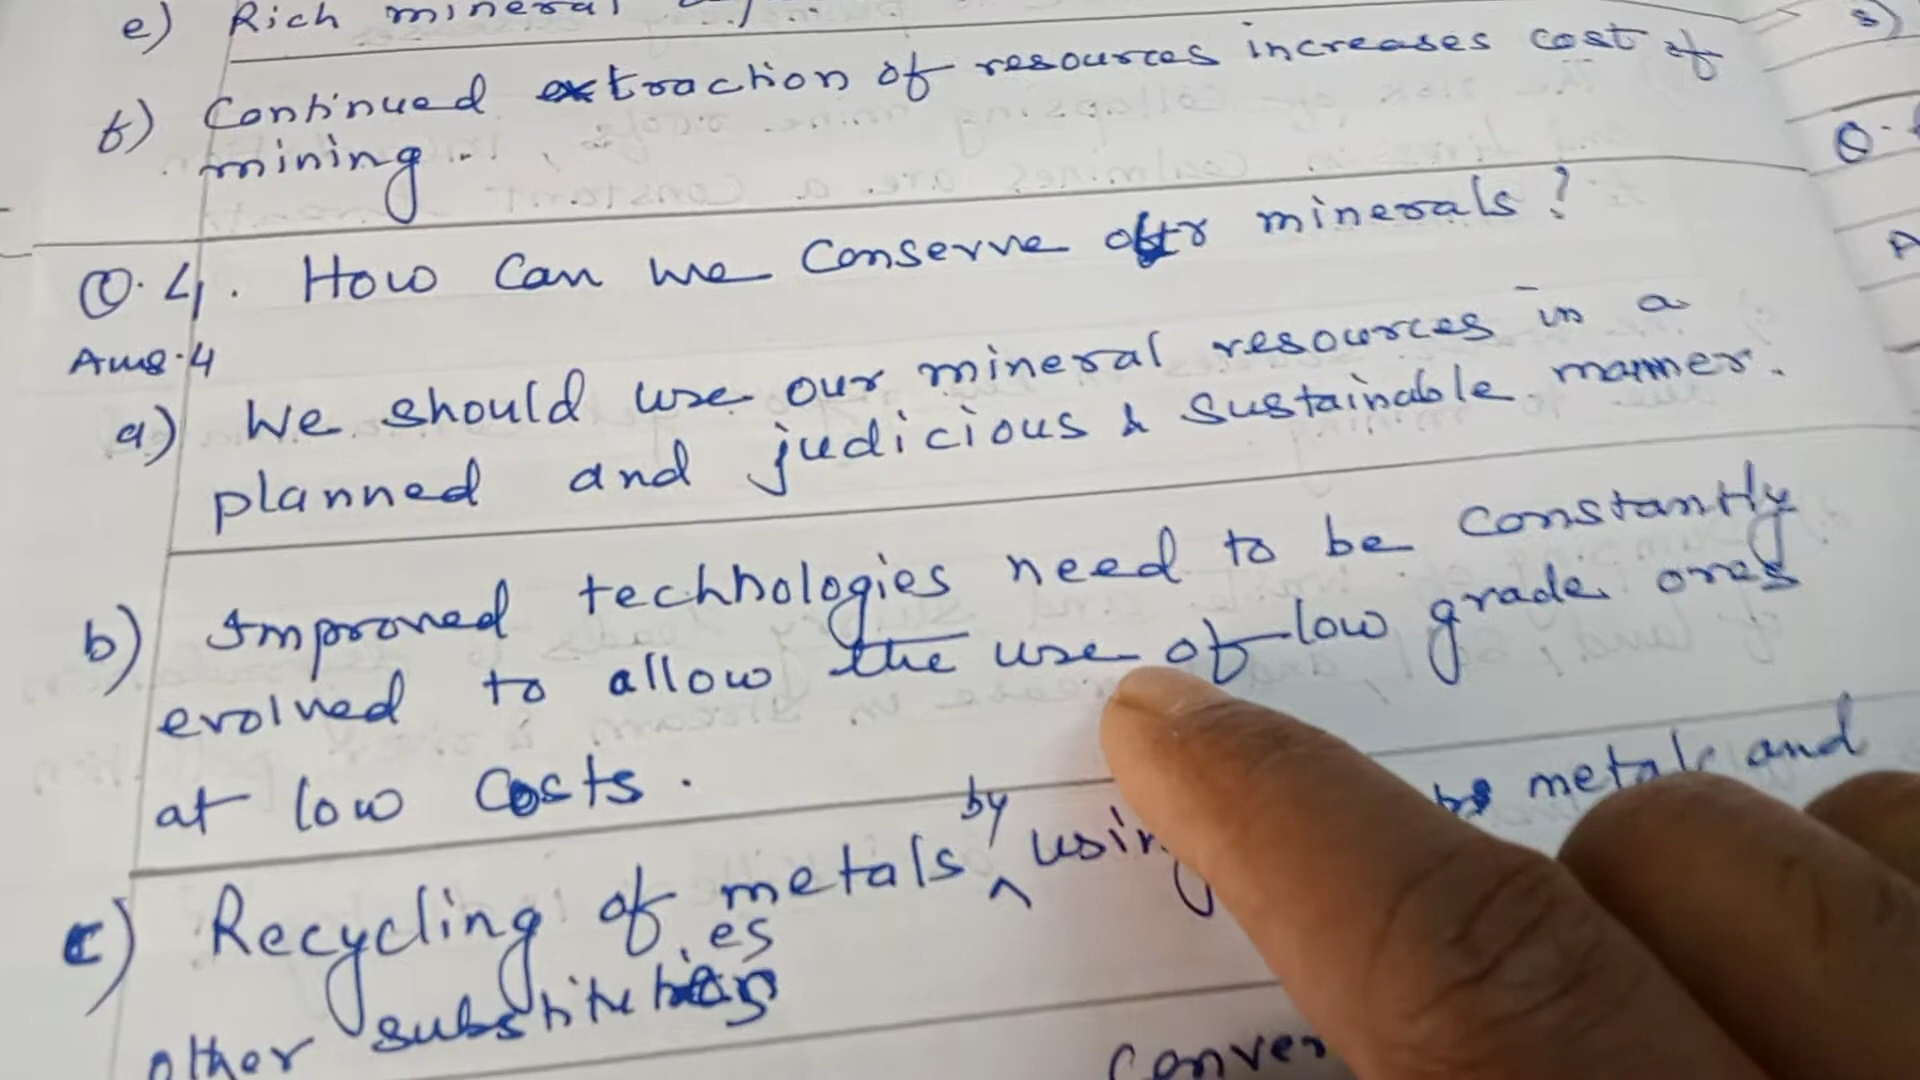 e) Rich mineral
f) Continued extraction of resources increases cost of
mining.
Q.4. How can we conserve our minerals?
Ans.4
a) We should use our mineral resources in a
planned and judicious & sustainable manner.
b) Improved technologies need to be constantly
evolved to allow the use of low grade ores
at low costs.
c) Recycling of metals by using metals and
other substitutes